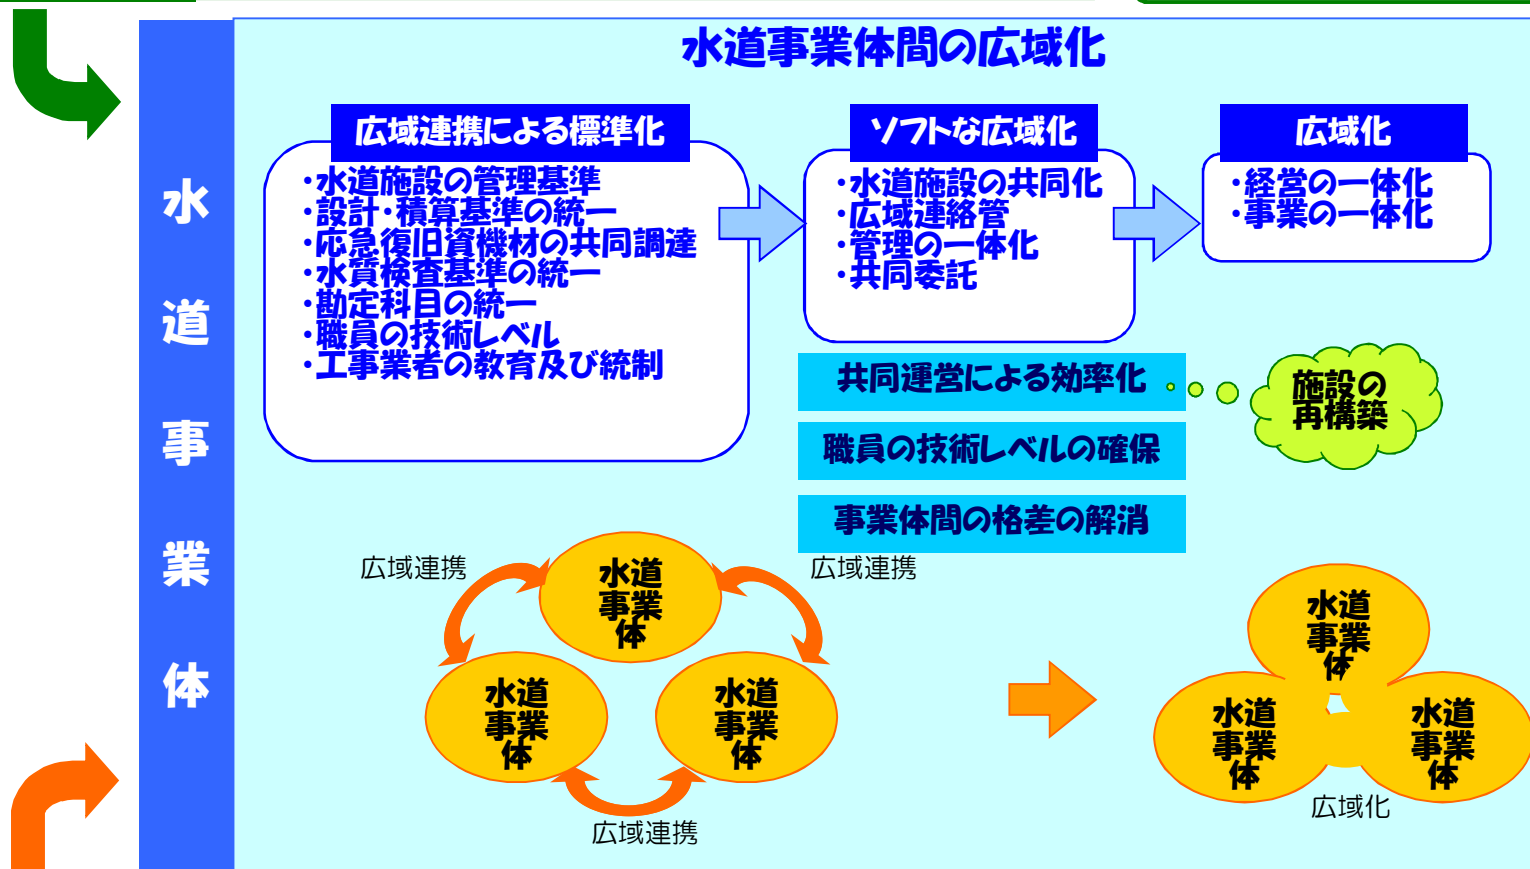 水道事業体間の広域化
水
道
事
業
体
広域連携による標準化
・水道施設の管理基準
・設計・積算基準の統一
・応急復旧資機材の共同調達
・水質検査基準の統一
・勘定科目の統一
・職員の技術レベル
・工事業者の教育及び統制
ソフトな広域化
・水道施設の共同化
・広域連絡管
・管理の一体化
・共同委託
広域化
・経営の一体化
・事業の一体化
共同運営による効率化
施設の
再構築
職員の技術レベルの確保
事業体間の格差の解消
広域連携
広域連携
水道
事業
体
水道
事業
体
水道
事業
体
広域連携
水道
事業
体
水道
事業
体
水道
事業
体
広域化